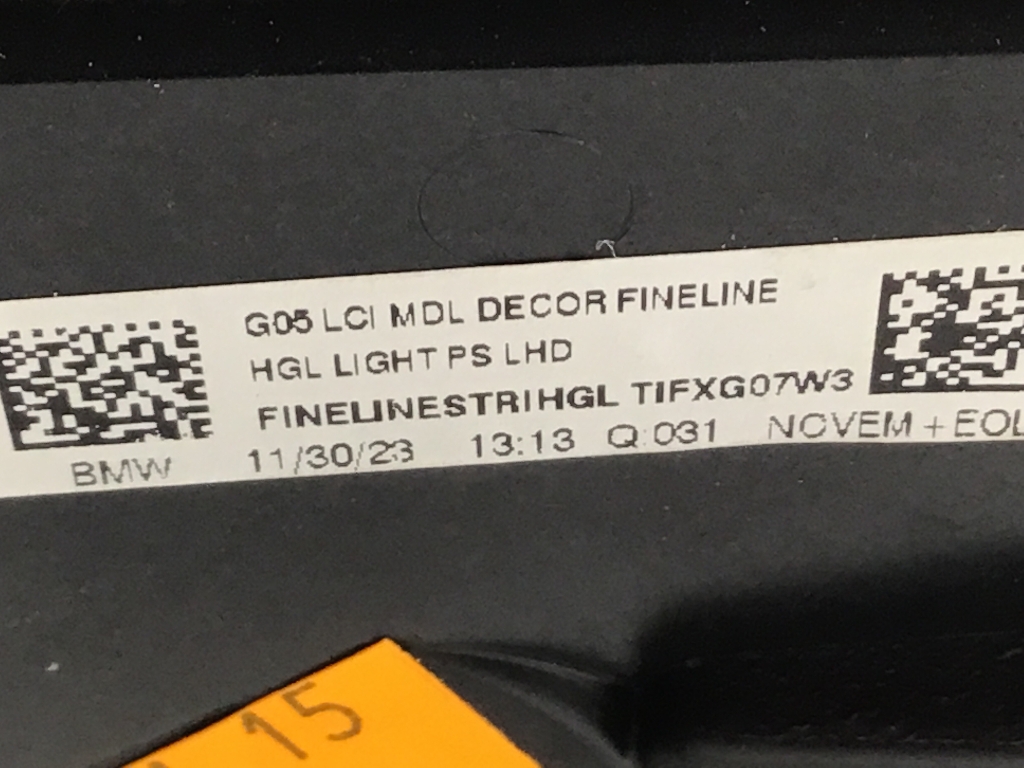 G05 LCI MDL DECOR FINELINE
HGL LIGHT PS LHD
FINELINESTRIHGL TIFXG07W3
BMW 11/30/23 13:13 Q:031 NOVEM + EOL
15